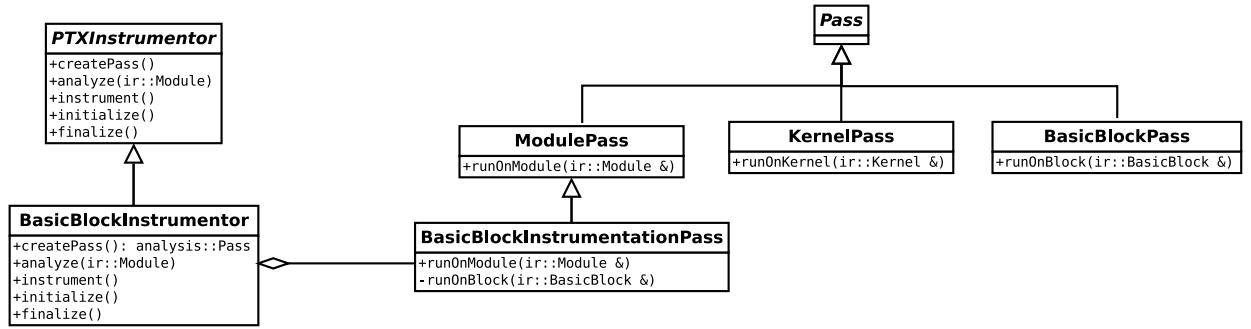 PTXInstrumentor
+createPass()
+analyze(ir::Module)
+instrument()
+initialize()
+finalize()
Pass
ModulePass
+runOnModule(ir::Module &)
KernelPass
+runOnKernel(ir::Kernel &)
BasicBlockPass
+runOnBlock(ir::BasicBlock &)
BasicBlockInstrumentor
+createPass(): analysis::Pass
+analyze(ir::Module)
+instrument()
+initialize()
+finalize()
BasicBlockInstrumentationPass
+runOnModule(ir::Module &)
-runOnBlock(ir::BasicBlock &)